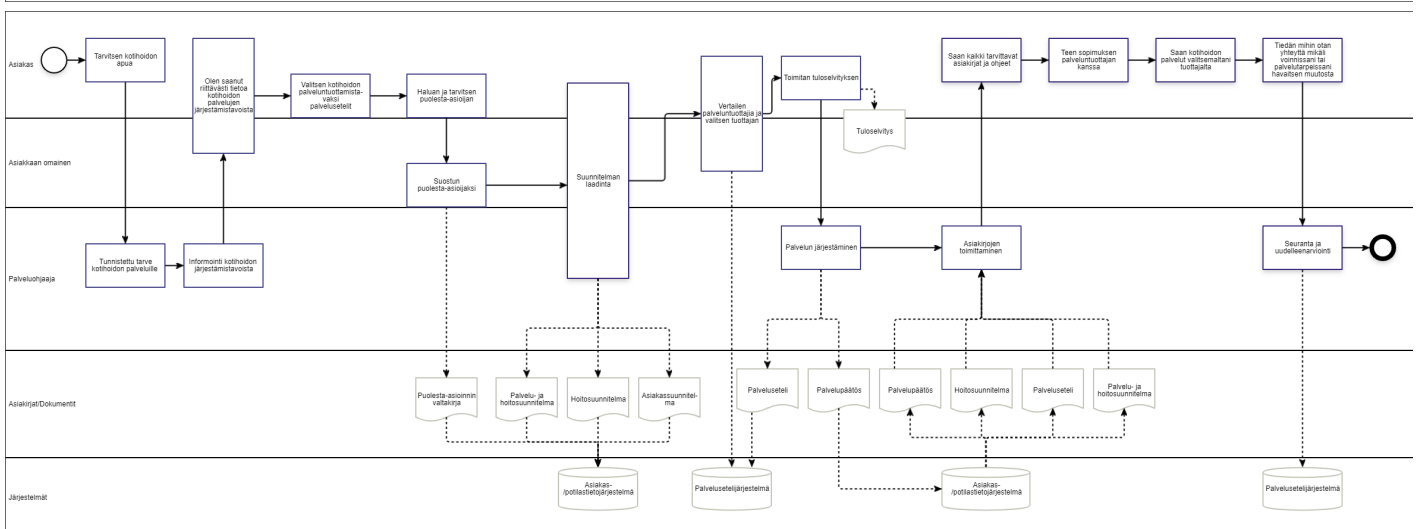 Asiakas
Tarvitsen kotihoidon
apua
Olen saanut
riittävästi tietoa
kotihoidon
palvelujen
järjestämistavoista
Valitsen kotihoidon
palveluntuottamista-
vaksi
palvelusetelit
Haluan ja tarvitsen
puolesta-asioijan
Vertailen
palveluntuottajia ja
valitsen tuottajan
Toimitan tuloselvityksen
Tuloselvitys
Saan kaikki tarvittavat
asiakirjat ja ohjeet
Teen sopimuksen
palveluntuottajan
kanssa
Saan kotihoidon
palvelut valitsemaltani
tuottajalta
Tiedän mihin otan
yhteyttä mikäli
voinnissani tai
palvelutarpeissani
havaitsen muutosta
Asiakkaan omainen
Suostun
puolesta-asioijaksi
Suunnitelman
laadinta
Palveluohjaaja
Tunnistettu tarve
kotihoidon palveluille
Informointi kotihoidon
järjestämistavoista
Palvelun järjestäminen
Asiakirjojen
toimittaminen
Seuranta ja
uudelleenarviointi
Asiakirjat/Dokumentit
Puolesta-asioinnin
valtakirja
Palvelu- ja
hoitosuunnitelma
Hoitosuunnitelma
Asiakassuunnitel-
ma
Palveluseteli
Palvelupäätös
Palvelupäätös
Hoitosuunnitelma
Palveluseteli
Palvelu- ja
hoitosuunnitelma
Järjestelmät
Asiakas-
/potilastietojärjestelmä
Palvelusetelijärjestelmä
Asiakas-
/potilastietojärjestelmä
Palvelusetelijärjestelmä